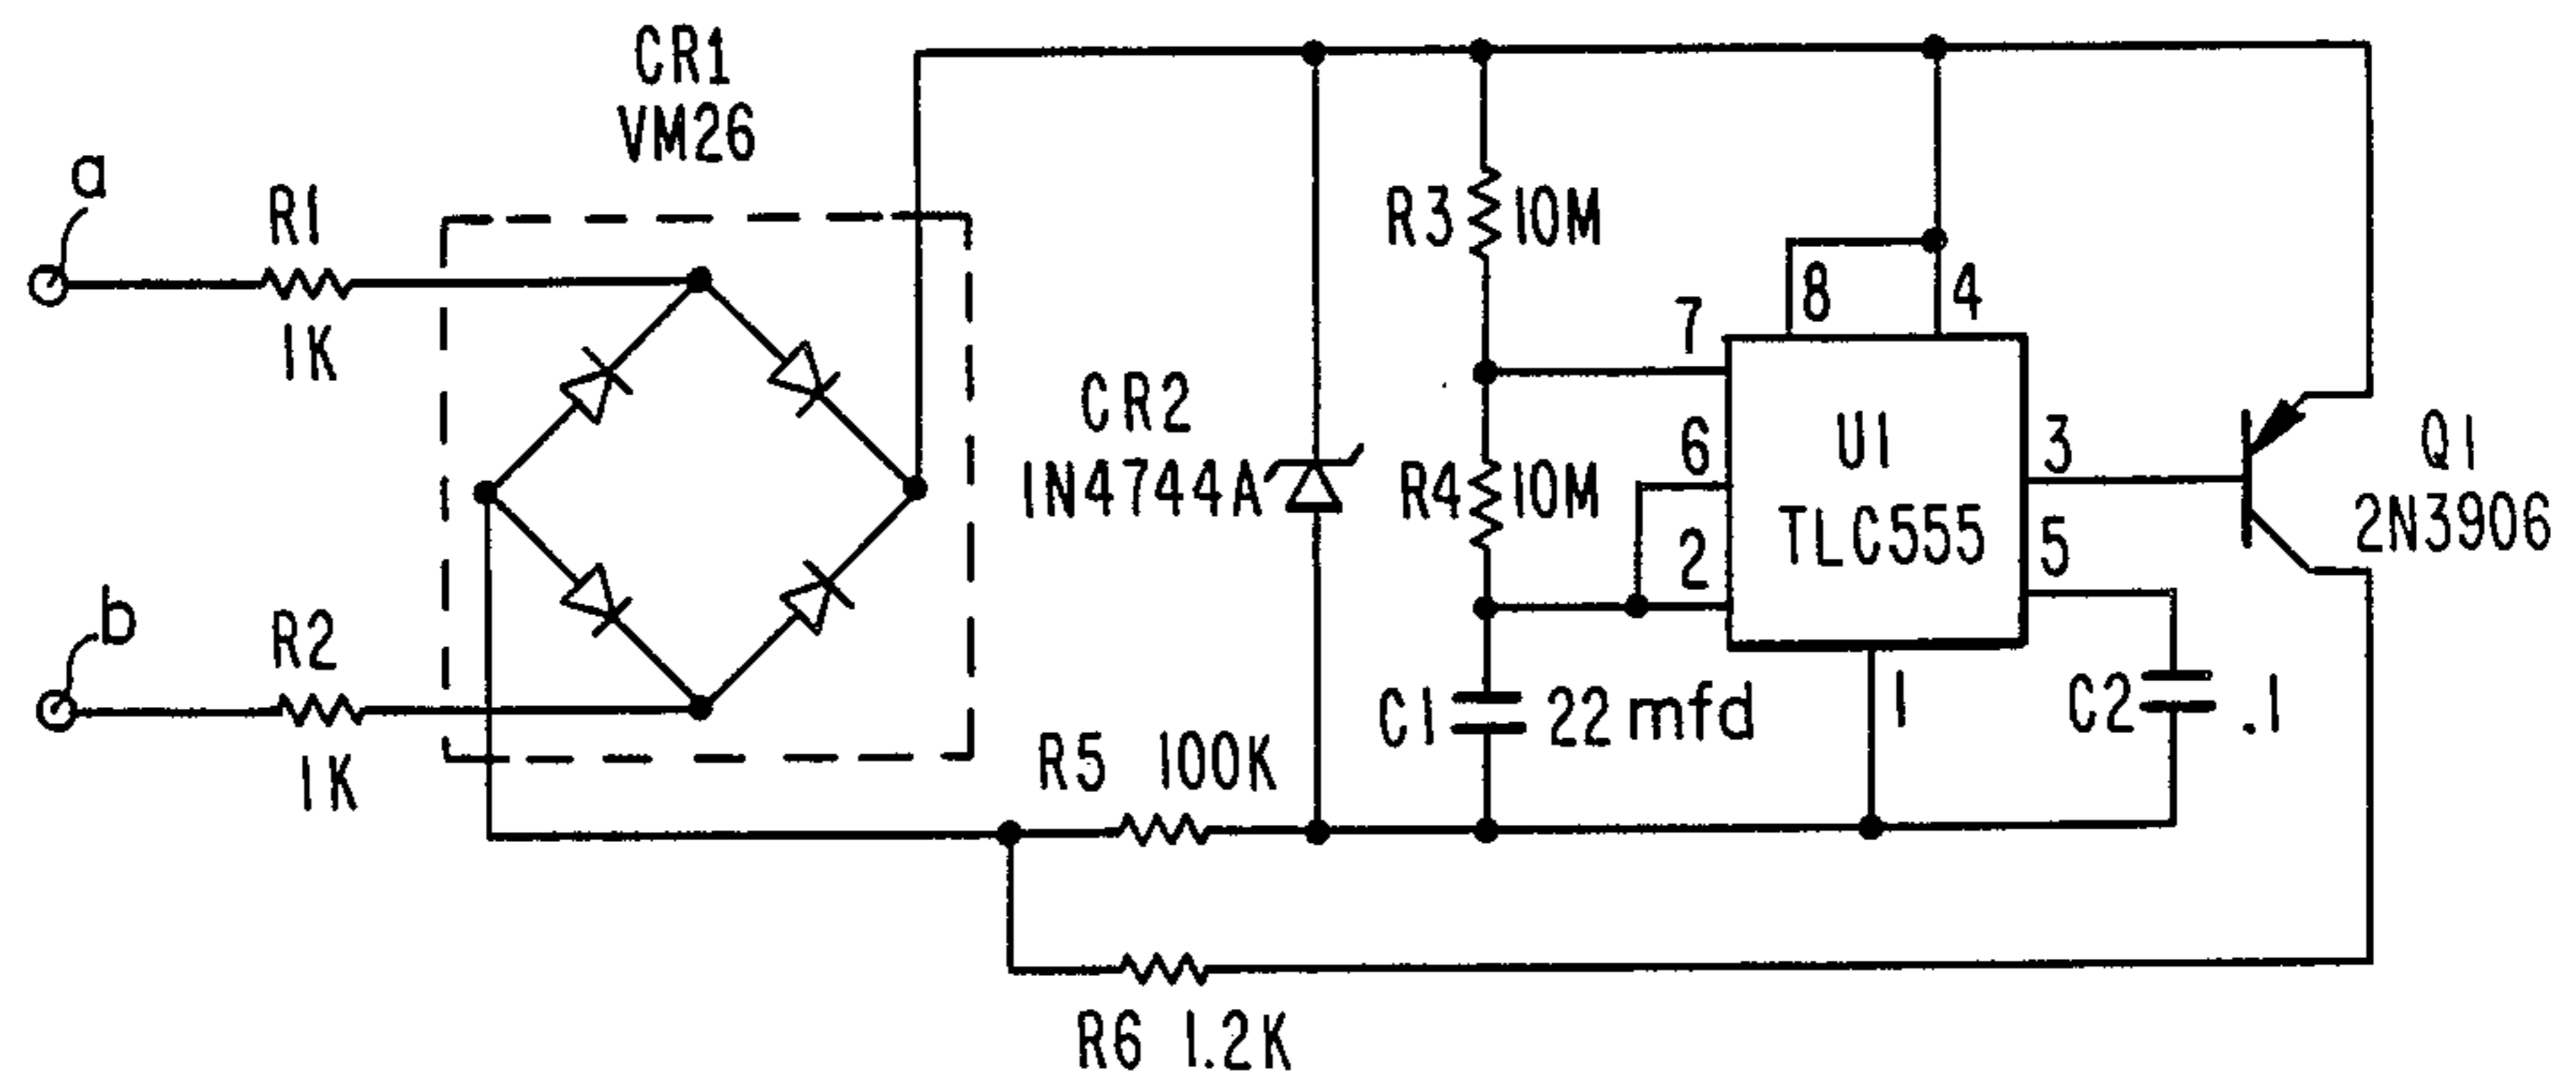 CR1
VM26
a
R1
1K
b
R2
1K
CR2
1N4744A
R3 10M
R4 10M
7
6
2
8
4
U1
TLC555
3
5
1
Q1
2N3906
C1 22 mfd
C2 .1
R5 100K
R6 1.2K